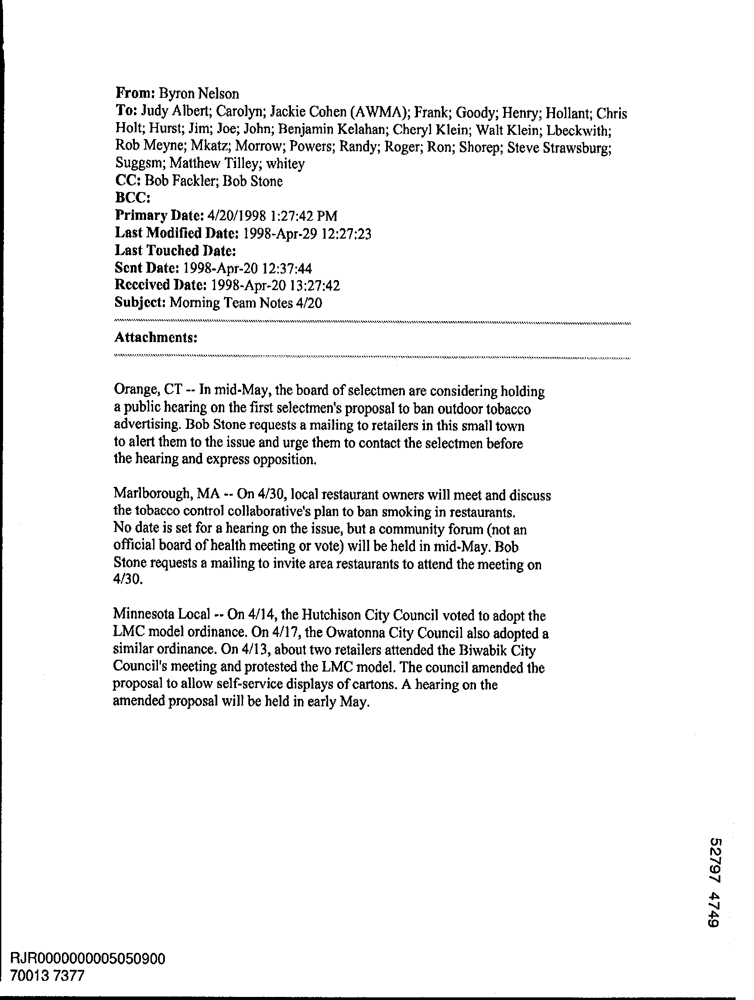 From: Byron Nelson
To: Judy Albert; Carolyn; Jackie Cohen (AWMA); Frank; Goody; Henry; Hollant; Chris
Holt; Hurst; Jim; Joe; John; Benjamin Kelahan; Cheryl Klein; Walt Klein; Lbeckwith;
Rob Meyne; Mkatz; Morrow; Powers; Randy; Roger; Ron; Shorep; Steve Strawsburg;
Suggsm; Matthew Tilley; whitey
CC: Bob Fackler; Bob Stone
BCC:
Primary Date: 4/20/1998 1:27:42 PM
Last Modified Date: 1998-Apr-29 12:27:23
Last Touched Date:
Sent Date: 1998-Apr-20 12:37:44
Received Date: 1998-Apr-20 13:27:42
Subject: Morning Team Notes 4/20
Attachments:
Orange, CT -- In mid-May, the board of selectmen are considering holding
a public hearing on the first selectmen's proposal to ban outdoor tobacco
advertising. Bob Stone requests a mailing to retailers in this small town
to alert them to the issue and urge them to contact the selectmen before
the hearing and express opposition.
Marlborough, MA -- On 4/30, local restaurant owners will meet and discuss
the tobacco control collaborative's plan to ban smoking in restaurants.
No date is set for a hearing on the issue, but a community forum (not an
official board of health meeting or vote) will be held in mid-May. Bob
Stone requests a mailing to invite area restaurants to attend the meeting on
4/30.
Minnesota Local -- On 4/14, the Hutchison City Council voted to adopt the
LMC model ordinance. On 4/17, the Owatonna City Council also adopted a
similar ordinance. On 4/13, about two retailers attended the Biwabik City
Council's meeting and protested the LMC model. The council amended the
proposal to allow self-service displays of cartons. A hearing on the
amended proposal will be held in early May.
52797 4749
RJR0000000005050900
70013 7377